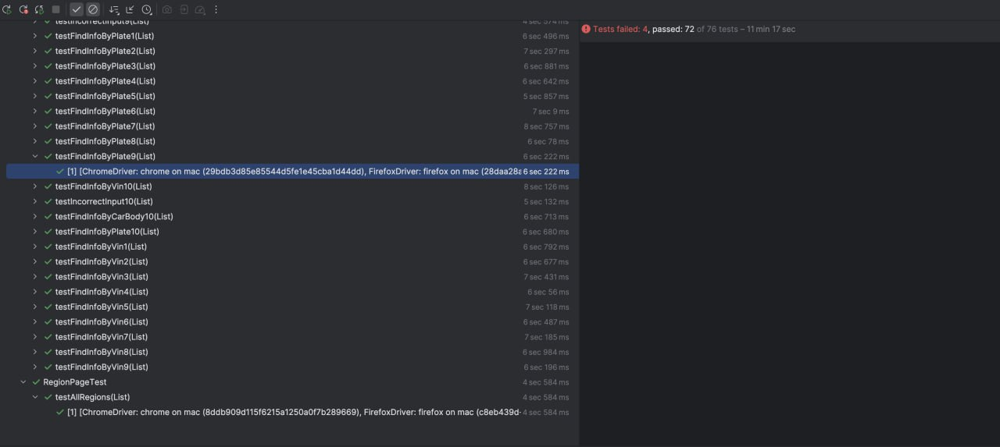 testIncorrectInput9(List) 4 sec 574 ms
Tests failed: 4, passed: 72 of 76 tests – 11 min 17 sec
testFindInfoByPlate1(List) 6 sec 496 ms
testFindInfoByPlate2(List) 7 sec 297 ms
testFindInfoByPlate3(List) 6 sec 881 ms
testFindInfoByPlate4(List) 6 sec 642 ms
testFindInfoByPlate5(List) 5 sec 857 ms
testFindInfoByPlate6(List) 7 sec 9 ms
testFindInfoByPlate7(List) 8 sec 757 ms
testFindInfoByPlate8(List) 6 sec 78 ms
testFindInfoByPlate9(List) 6 sec 222 ms
[1] [ChromeDriver: chrome on mac (29bdb3d85e85544d5fe1e45cba1d44dd), FirefoxDriver: firefox on mac (28daa28a 6 sec 222 ms
testFindInfoByVin10(List) 8 sec 126 ms
testIncorrectInput10(List) 5 sec 132 ms
testFindInfoByCarBody10(List) 6 sec 713 ms
testFindInfoByPlate10(List) 6 sec 680 ms
testFindInfoByVin1(List) 6 sec 792 ms
testFindInfoByVin2(List) 6 sec 677 ms
testFindInfoByVin3(List) 7 sec 431 ms
testFindInfoByVin4(List) 6 sec 56 ms
testFindInfoByVin5(List) 7 sec 118 ms
testFindInfoByVin6(List) 6 sec 487 ms
testFindInfoByVin7(List) 7 sec 185 ms
testFindInfoByVin8(List) 6 sec 984 ms
testFindInfoByVin9(List) 6 sec 196 ms
RegionPageTest 4 sec 584 ms
testAllRegions(List) 4 sec 584 ms
[1] [ChromeDriver: chrome on mac (8ddb909d115f6215a1250a0f7b289669), FirefoxDriver: firefox on mac (c8eb439d- 4 sec 584 ms